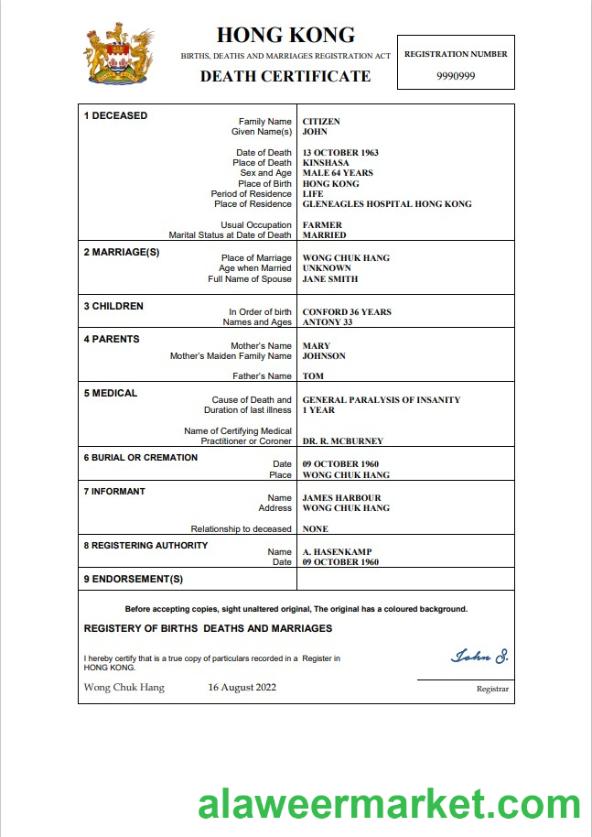 HONG KONG
BIRTHS, DEATHS AND MARRIAGES REGISTRATION ACT
DEATH CERTIFICATE
REGISTRATION NUMBER
9990999
1 DECEASED
Family Name CITIZEN
Given Name(s) JOHN
Date of Death 13 OCTOBER 1963
Place of Death KINSHASA
Sex and Age MALE 64 YEARS
Place of Birth HONG KONG
Period of Residence LIFE
Place of Residence GLENEAGLES HOSPITAL HONG KONG
Usual Occupation FARMER
Marital Status at Date of Death MARRIED
2 MARRIAGE(S)
Place of Marriage WONG CHUK HANG
Age when Married UNKNOWN
Full Name of Spouse JANE SMITH
3 CHILDREN
In Order of birth CONFORD 36 YEARS
Names and Ages ANTONY 33
4 PARENTS
Mother's Name MARY
Mother's Maiden Family Name JOHNSON
Father's Name TOM
5 MEDICAL
Cause of Death and GENERAL PARALYSIS OF INSANITY
Duration of last illness 1 YEAR
Name of Certifying Medical
Practitioner or Coroner DR. R. MCBURNEY
6 BURIAL OR CREMATION
Date 09 OCTOBER 1960
Place WONG CHUK HANG
7 INFORMANT
Name JAMES HARBOUR
Address WONG CHUK HANG
Relationship to deceased NONE
8 REGISTERING AUTHORITY
Name A. HASENKAMP
Date 09 OCTOBER 1960
9 ENDORSEMENT(S)
Before accepting copies, sight unaltered original, The original has a coloured background.
REGISTERY OF BIRTHS DEATHS AND MARRIAGES
I hereby certify that is a true copy of particulars recorded in a Register in
HONG KONG.
John S.
Wong Chuk Hang 16 August 2022
Registrar
alaweermarket.com